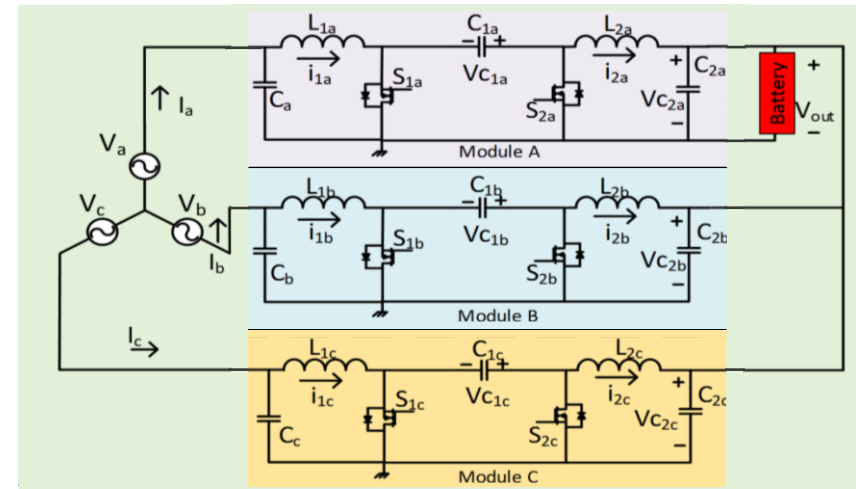 L1a C1a L2a
i1a Vc1a i2a
S1a S2a
Ca Vc2a C2a
Battery
+
Vout
−
Ia
Va
Module A
Vc Vb
Ib
L1b C1b L2b
i1b Vc1b i2b
S1b S2b
Cb Vc2b C2b
Module B
Ic
L1c C1c L2c
i1c Vc1c i2c
S1c S2c
Cc Vc2c C2c
Module C